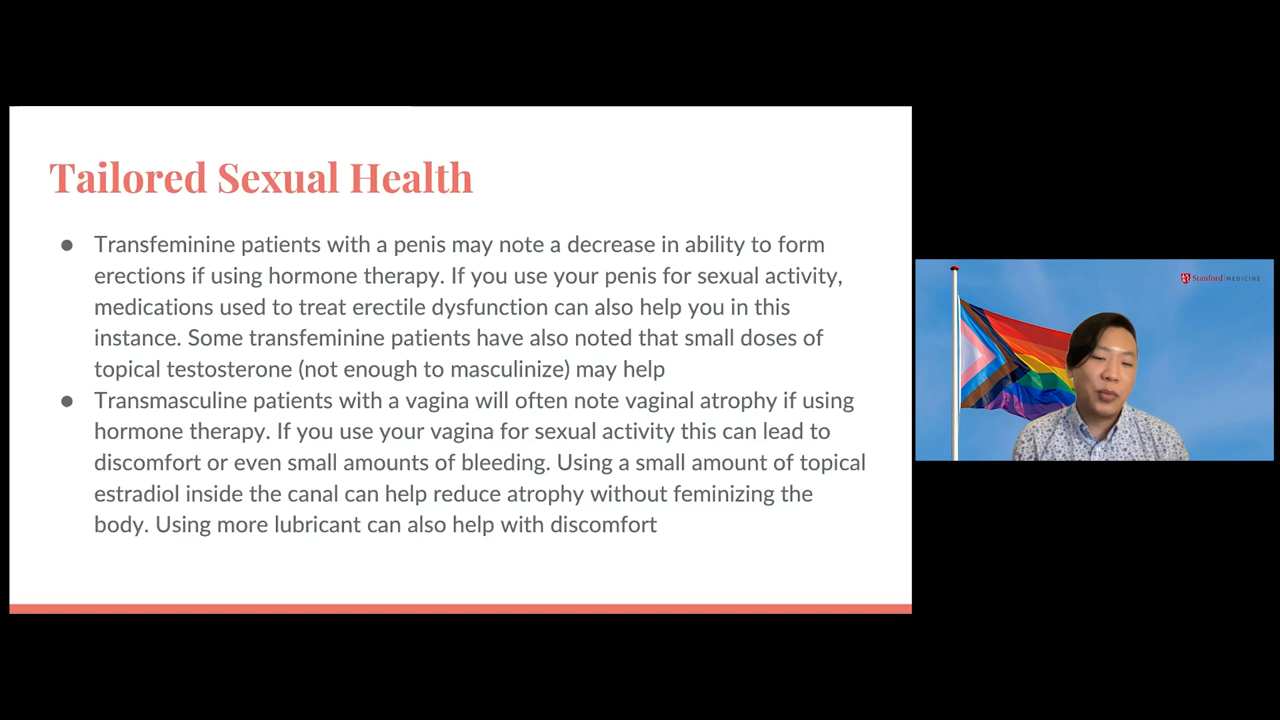 Tailored Sexual Health
● Transfeminine patients with a penis may note a decrease in ability to form
erections if using hormone therapy. If you use your penis for sexual activity,
medications used to treat erectile dysfunction can also help you in this
instance. Some transfeminine patients have also noted that small doses of
topical testosterone (not enough to masculinize) may help
● Transmasculine patients with a vagina will often note vaginal atrophy if using
hormone therapy. If you use your vagina for sexual activity this can lead to
discomfort or even small amounts of bleeding. Using a small amount of topical
estradiol inside the canal can help reduce atrophy without feminizing the
body. Using more lubricant can also help with discomfort
Stanford MEDICINE